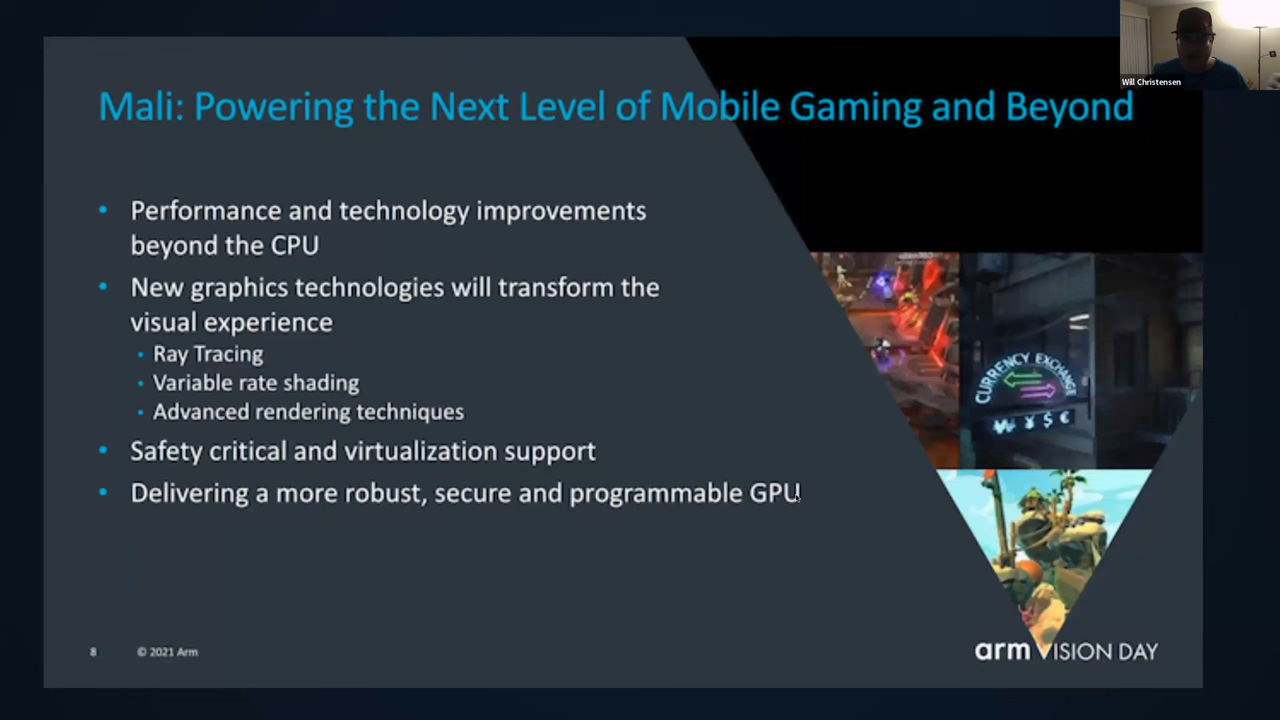 Will Christensen
Mali: Powering the Next Level of Mobile Gaming and Beyond
• Performance and technology improvements
beyond the CPU
• New graphics technologies will transform the
visual experience
• Ray Tracing
• Variable rate shading
• Advanced rendering techniques
• Safety critical and virtualization support
• Delivering a more robust, secure and programmable GPU
CURRENCY EXCHANGE
₩ ¥ $ €
8 © 2021 Arm
arm VISION DAY